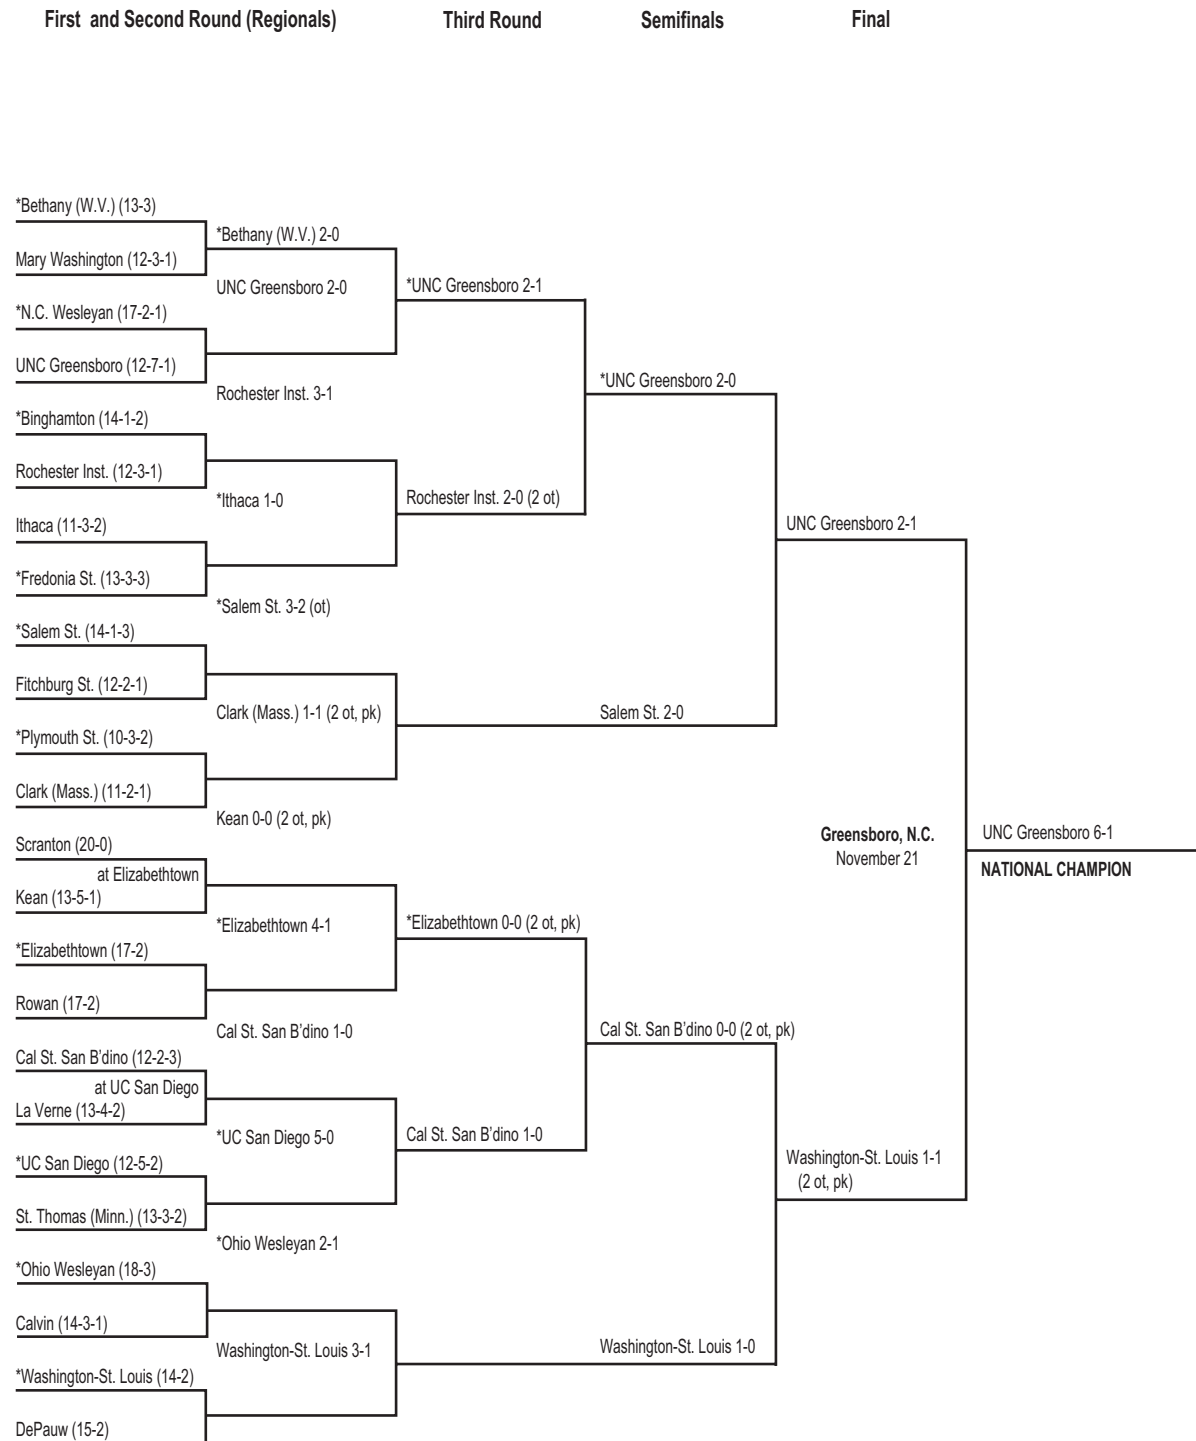 First and Second Round (Regionals)
Third Round
Semifinals
Final
*Bethany (W.V.) (13-3)
Mary Washington (12-3-1)
*N.C. Wesleyan (17-2-1)
UNC Greensboro (12-7-1)
*Binghamton (14-1-2)
Rochester Inst. (12-3-1)
Ithaca (11-3-2)
*Fredonia St. (13-3-3)
*Salem St. (14-1-3)
Fitchburg St. (12-2-1)
*Plymouth St. (10-3-2)
Clark (Mass.) (11-2-1)
Scranton (20-0)
at Elizabethtown
Kean (13-5-1)
*Elizabethtown (17-2)
Rowan (17-2)
Cal St. San B’dino (12-2-3)
at UC San Diego
La Verne (13-4-2)
*UC San Diego (12-5-2)
St. Thomas (Minn.) (13-3-2)
*Ohio Wesleyan (18-3)
Calvin (14-3-1)
*Washington-St. Louis (14-2)
DePauw (15-2)
*Bethany (W.V.) 2-0
UNC Greensboro 2-0
Rochester Inst. 3-1
*Ithaca 1-0
*Salem St. 3-2 (ot)
Clark (Mass.) 1-1 (2 ot, pk)
Kean 0-0 (2 ot, pk)
*Elizabethtown 4-1
Cal St. San B’dino 1-0
*UC San Diego 5-0
*Ohio Wesleyan 2-1
Washington-St. Louis 3-1
*UNC Greensboro 2-1
Rochester Inst. 2-0 (2 ot)
*Elizabethtown 0-0 (2 ot, pk)
Cal St. San B’dino 1-0
*UNC Greensboro 2-0
Salem St. 2-0
Cal St. San B’dino 0-0 (2 ot, pk)
Washington-St. Louis 1-0
UNC Greensboro 2-1
Washington-St. Louis 1-1
(2 ot, pk)
Greensboro, N.C.
November 21
UNC Greensboro 6-1
NATIONAL CHAMPION